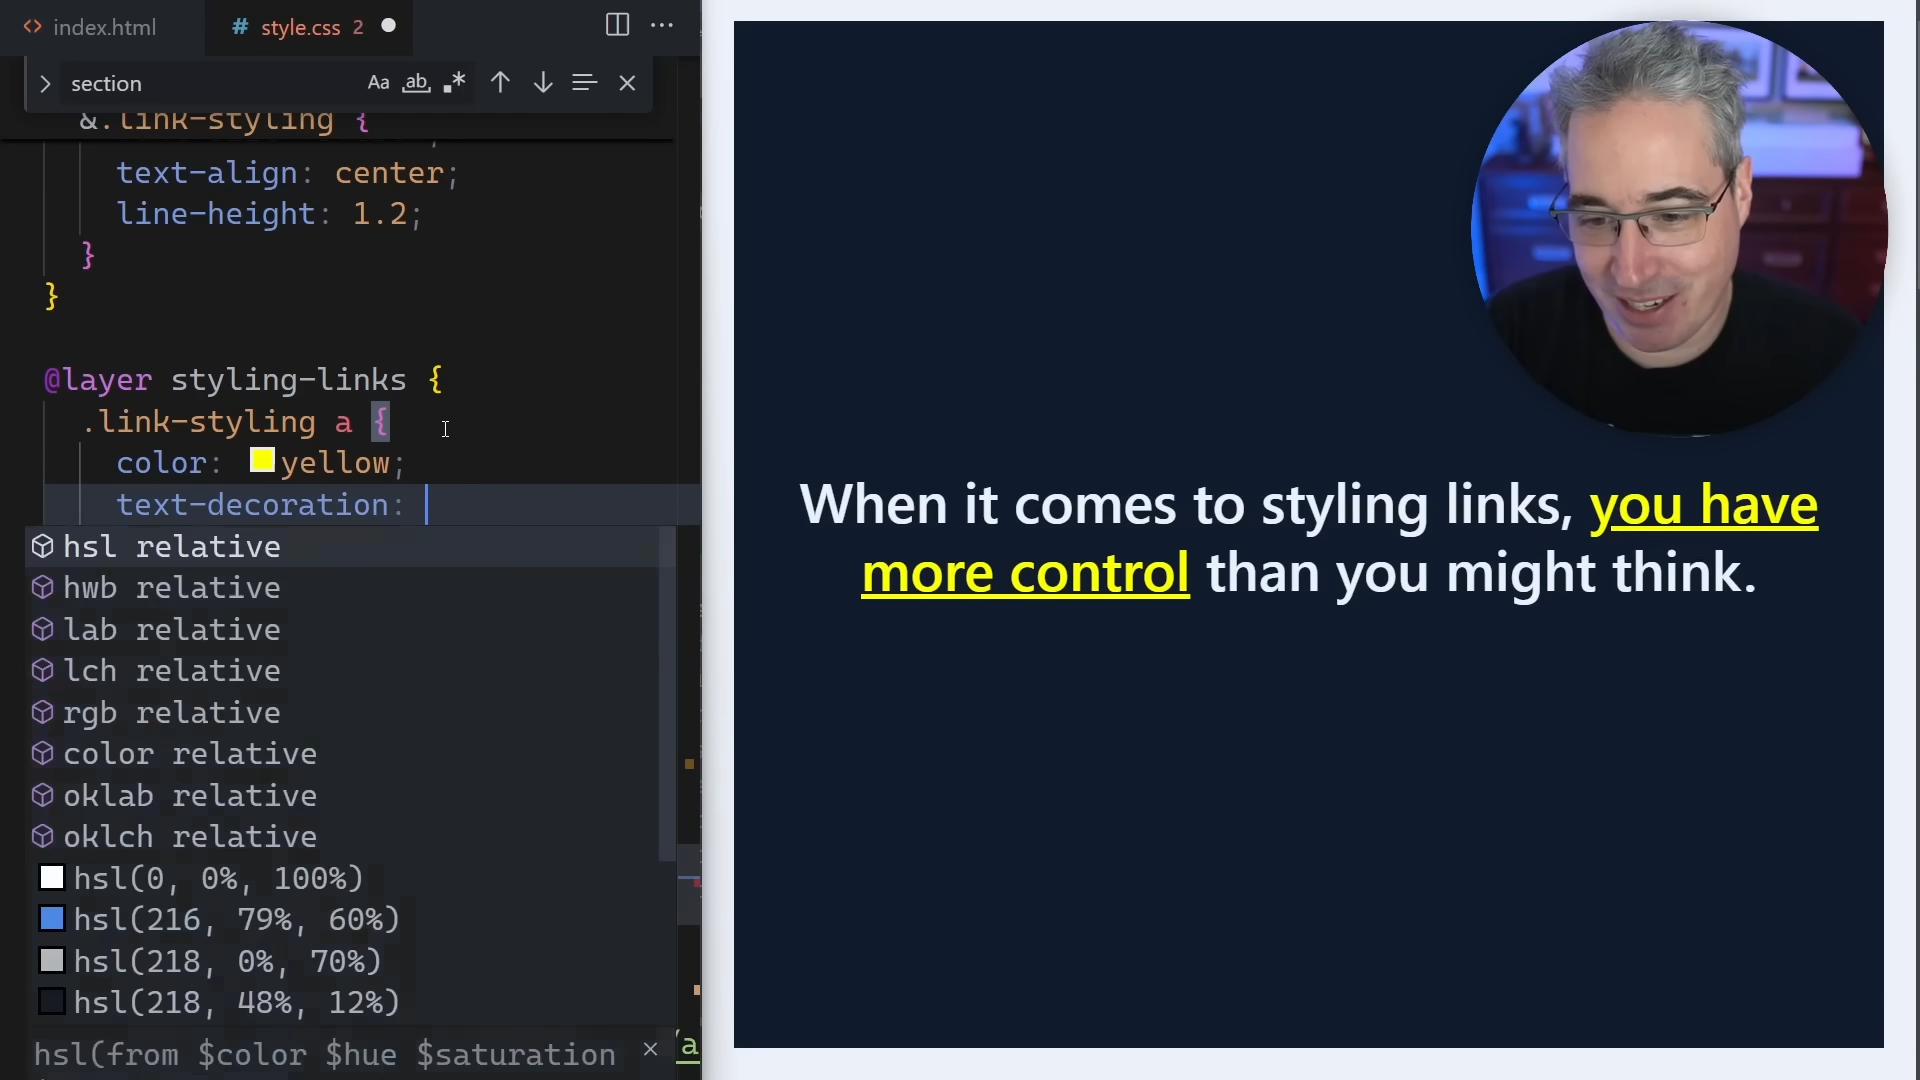 index.html
style.css 2
section
Aa ab
&.link-styling {
text-align: center;
line-height: 1.2;
}
}
@layer styling-links {
.link-styling a {
color: yellow;
text-decoration:
hsl relative
hwb relative
lab relative
lch relative
rgb relative
color relative
oklab relative
oklch relative
hsl(0, 0%, 100%)
hsl(216, 79%, 60%)
hsl(218, 0%, 70%)
hsl(218, 48%, 12%)
hsl(from $color $hue $saturation
/a
When it comes to styling links, you have
more control than you might think.